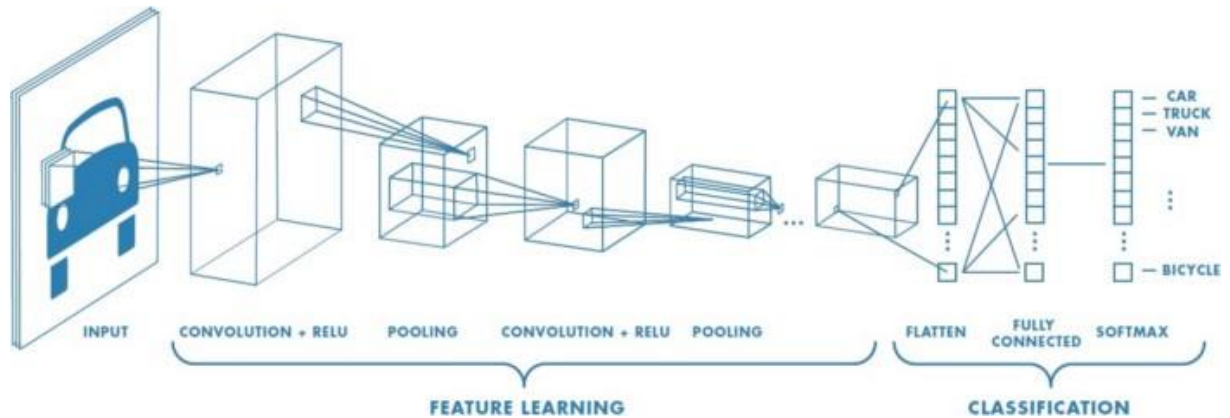 CAR
TRUCK
VAN
BICYCLE
INPUT
CONVOLUTION + RELU
POOLING
CONVOLUTION + RELU
POOLING
FLATTEN
FULLY
CONNECTED
SOFTMAX
FEATURE LEARNING
CLASSIFICATION